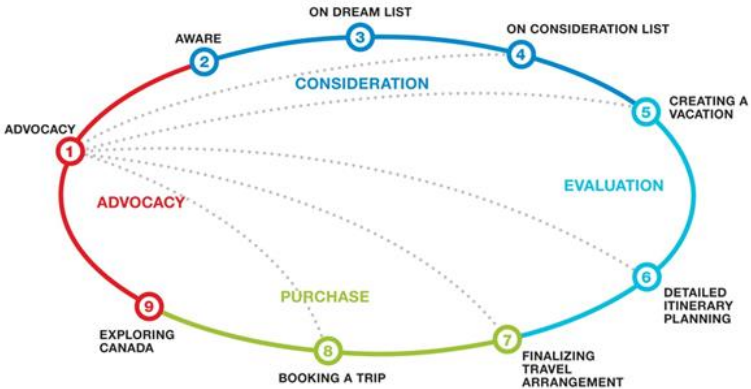 ON DREAM LIST
3
AWARE
2
ON CONSIDERATION LIST
4
CONSIDERATION
CREATING A
VACATION
5
ADVOCACY
1
EVALUATION
ADVOCACY
6
DETAILED
ITINERARY
PLANNING
PURCHASE
9
EXPLORING
CANADA
8
BOOKING A TRIP
7
FINALIZING
TRAVEL
ARRANGEMENT